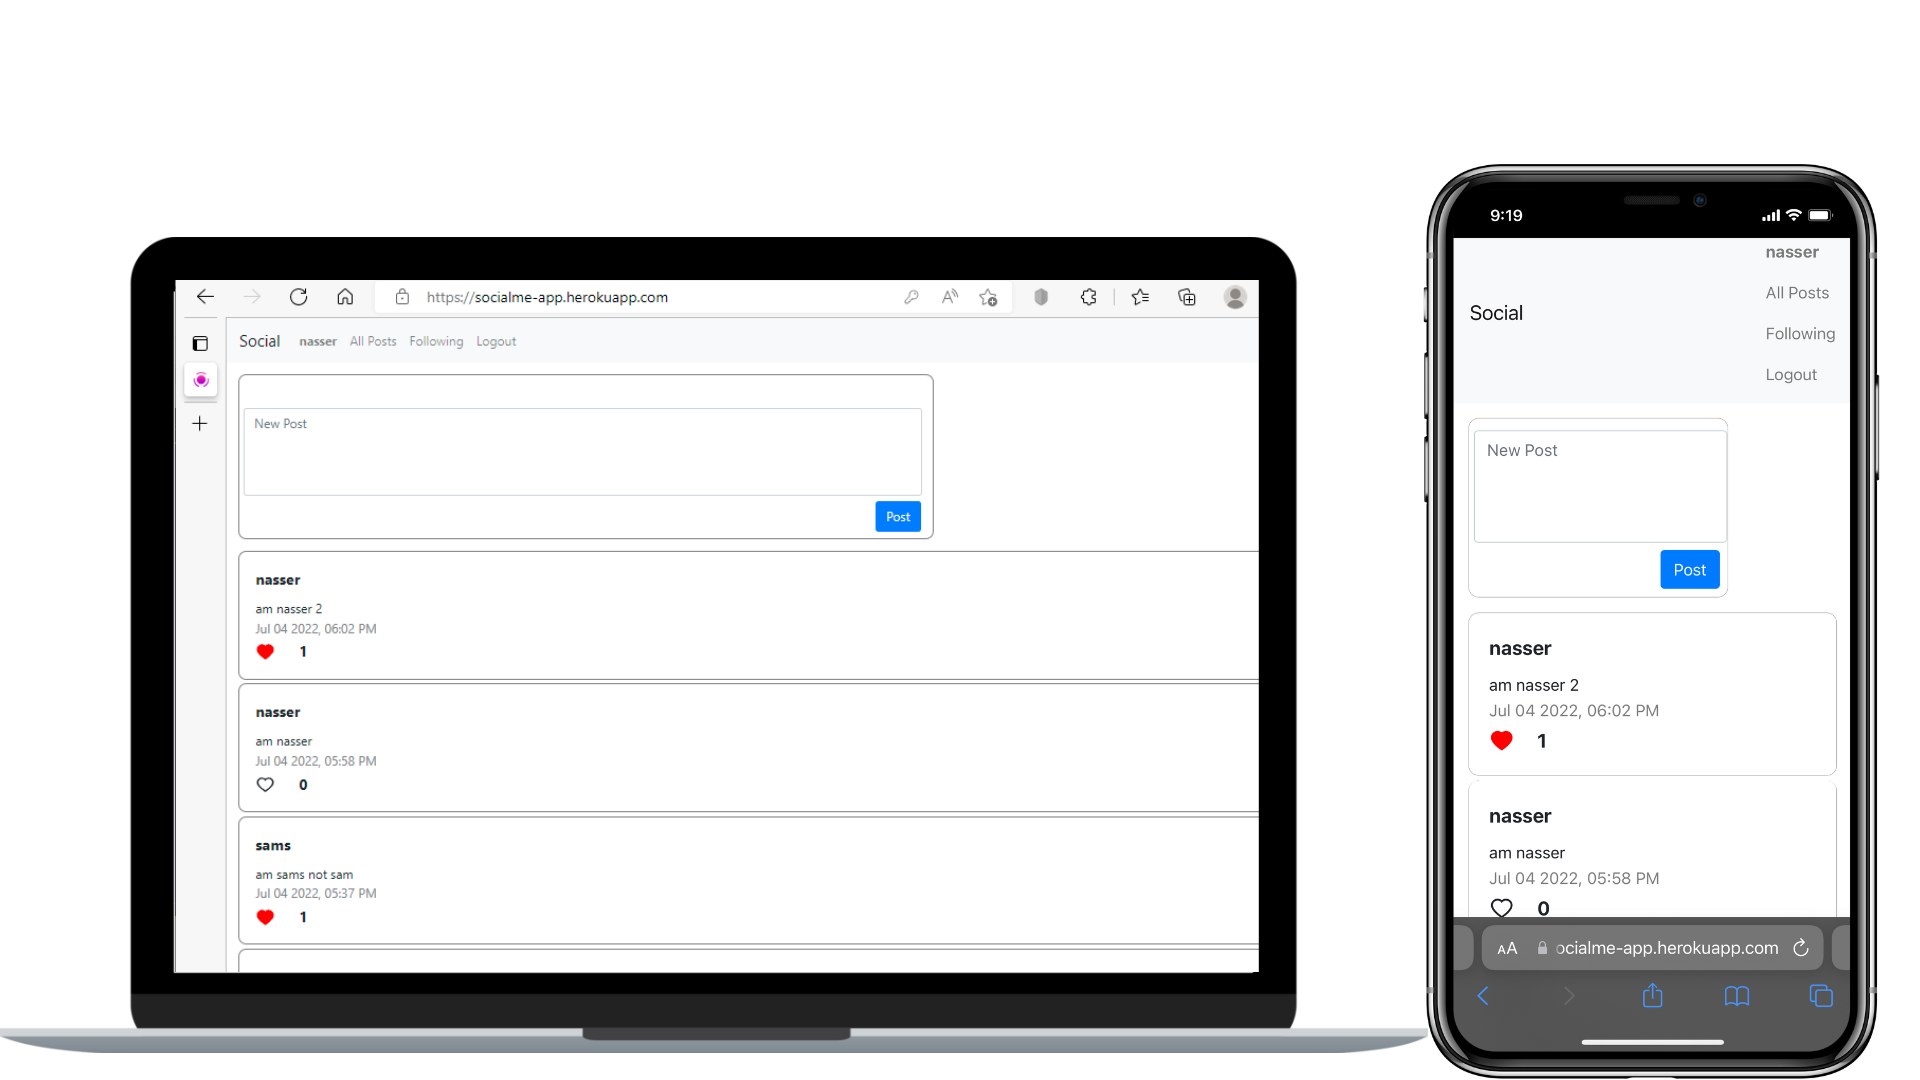 https://socialme-app.herokuapp.com
Social nasser All Posts Following Logout
New Post
Post
nasser
am nasser 2
Jul 04 2022, 06:02 PM
1
nasser
am nasser
Jul 04 2022, 05:58 PM
0
sams
am sams not sam
Jul 04 2022, 05:37 PM
1
9:19
nasser
All Posts
Social
Following
Logout
New Post
Post
nasser
am nasser 2
Jul 04 2022, 06:02 PM
1
nasser
am nasser
Jul 04 2022, 05:58 PM
0
AA ocialme-app.herokuapp.com